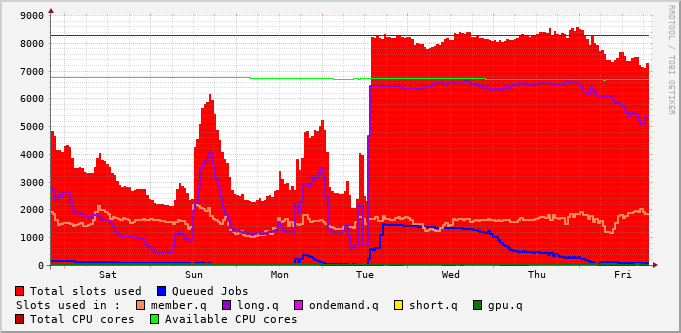 9000
8000
7000
6000
5000
4000
3000
2000
1000
0
Sat Sun Mon Tue Wed Thu Fri
RRDTOOL / TOBI OETIKER
Total slots used Queued Jobs
Slots used in : member.q long.q ondemand.q short.q gpu.q
Total CPU cores Available CPU cores